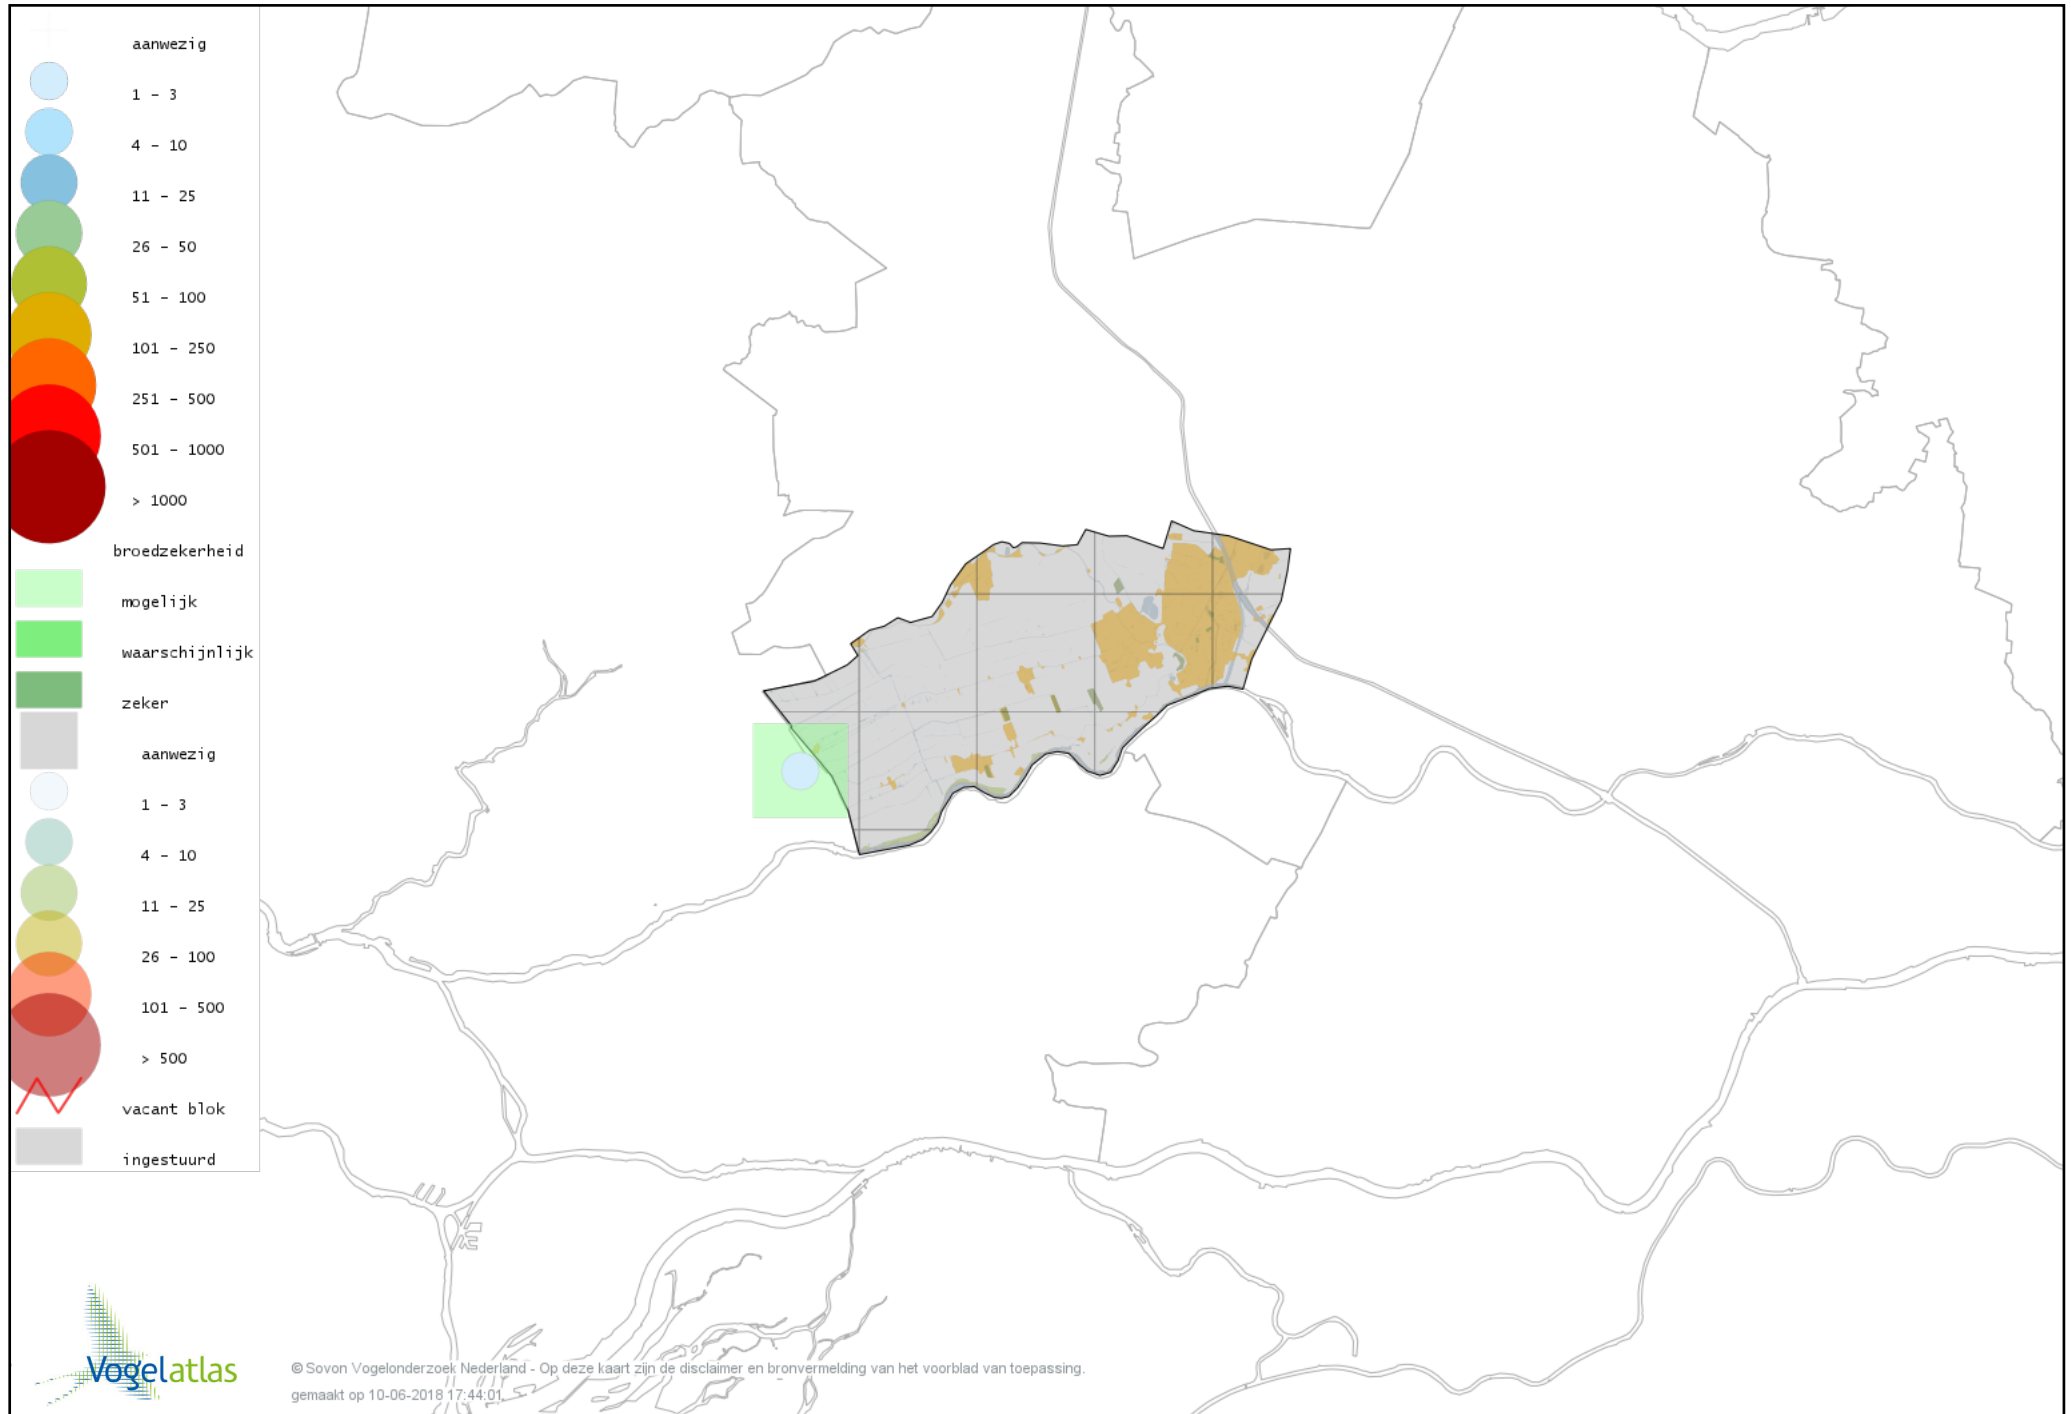 aanwezig
1 – 3
4 – 10
11 – 25
26 – 50
51 – 100
101 – 250
251 – 500
501 – 1000
> 1000
broedzekerheid
mogelijk
waarschijnlijk
zeker
aanwezig
1 – 3
4 – 10
11 – 25
26 – 100
101 – 500
> 500
vacant blok
ingestuurd
Vogelatlas
© Sovon Vogelonderzoek Nederland - Op deze kaart zijn de disclaimer en bronvermelding van het voorblad van toepassing.
gemaakt op 10-06-2018 17:44:01